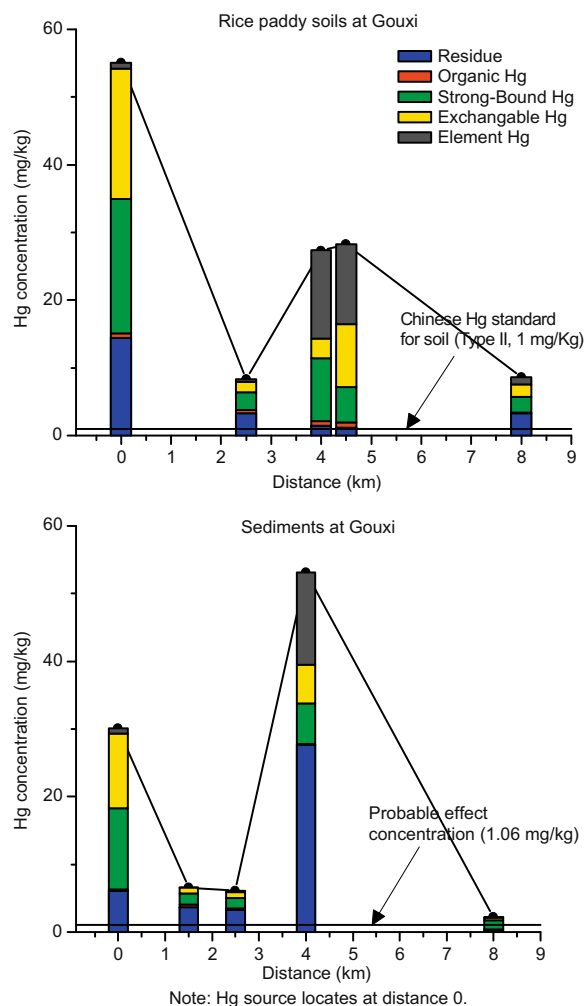 Rice paddy soils at Gouxi
60
40
20
0
Hg concentration (mg/kg)
Residue
Organic Hg
Strong-Bound Hg
Exchangable Hg
Element Hg
Chinese Hg standard
for soil (Type II, 1 mg/Kg)
0 1 2 3 4 5 6 7 8 9
Distance (km)
Sediments at Gouxi
60
40
20
0
Hg concentration (mg/kg)
Probable effect
concentration (1.06 mg/kg)
0 1 2 3 4 5 6 7 8 9
Distance (km)
Note: Hg source locates at distance 0.